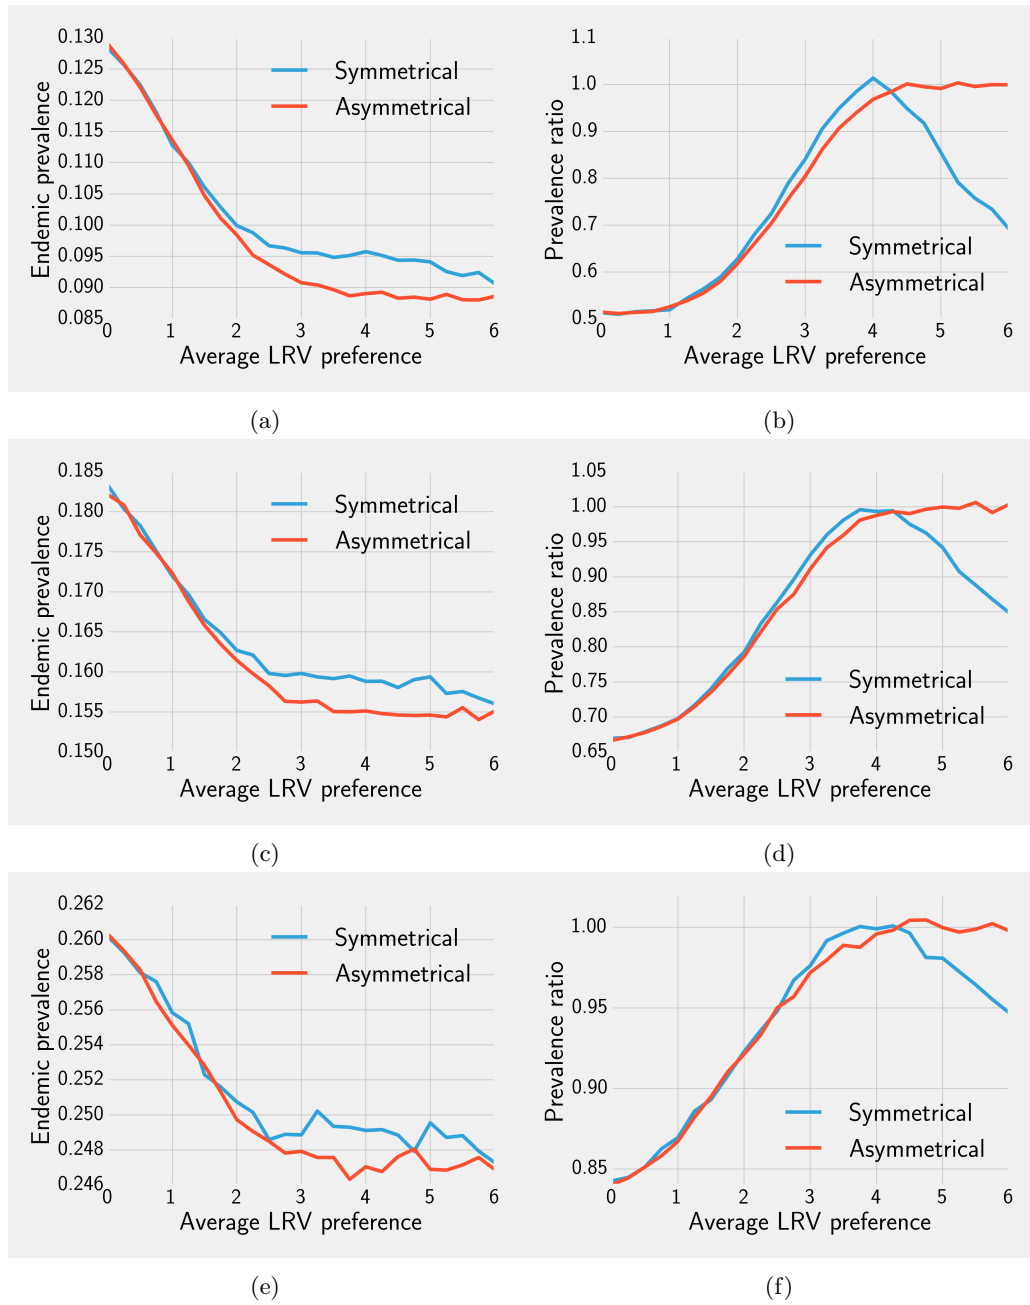 0.130
0.125
0.120
0.115
0.110
0.105
0.100
0.095
0.090
0.085
Endemic prevalence
Symmetrical
Asymmetrical
0 1 2 3 4 5 6
Average LRV preference
(a)
1.1
1.0
0.9
0.8
0.7
0.6
0.5
Prevalence ratio
Symmetrical
Asymmetrical
0 1 2 3 4 5 6
Average LRV preference
(b)
0.185
0.180
0.175
0.170
0.165
0.160
0.155
0.150
Endemic prevalence
Symmetrical
Asymmetrical
0 1 2 3 4 5 6
Average LRV preference
(c)
1.05
1.00
0.95
0.90
0.85
0.80
0.75
0.70
0.65
Prevalence ratio
Symmetrical
Asymmetrical
0 1 2 3 4 5 6
Average LRV preference
(d)
0.262
0.260
0.258
0.256
0.254
0.252
0.250
0.248
0.246
Endemic prevalence
Symmetrical
Asymmetrical
0 1 2 3 4 5 6
Average LRV preference
(e)
1.00
0.95
0.90
0.85
Prevalence ratio
Symmetrical
Asymmetrical
0 1 2 3 4 5 6
Average LRV preference
(f)